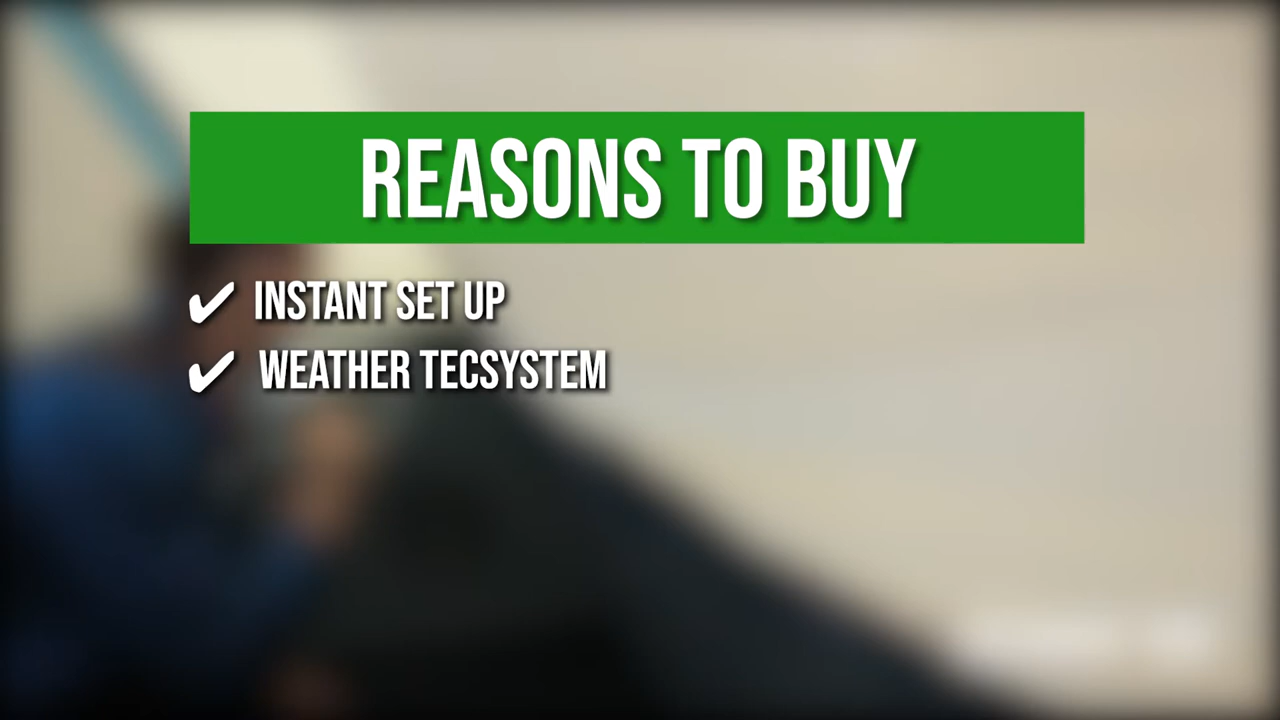 REASONS TO BUY
✔ INSTANT SET UP
✔ WEATHER TECSYSTEM